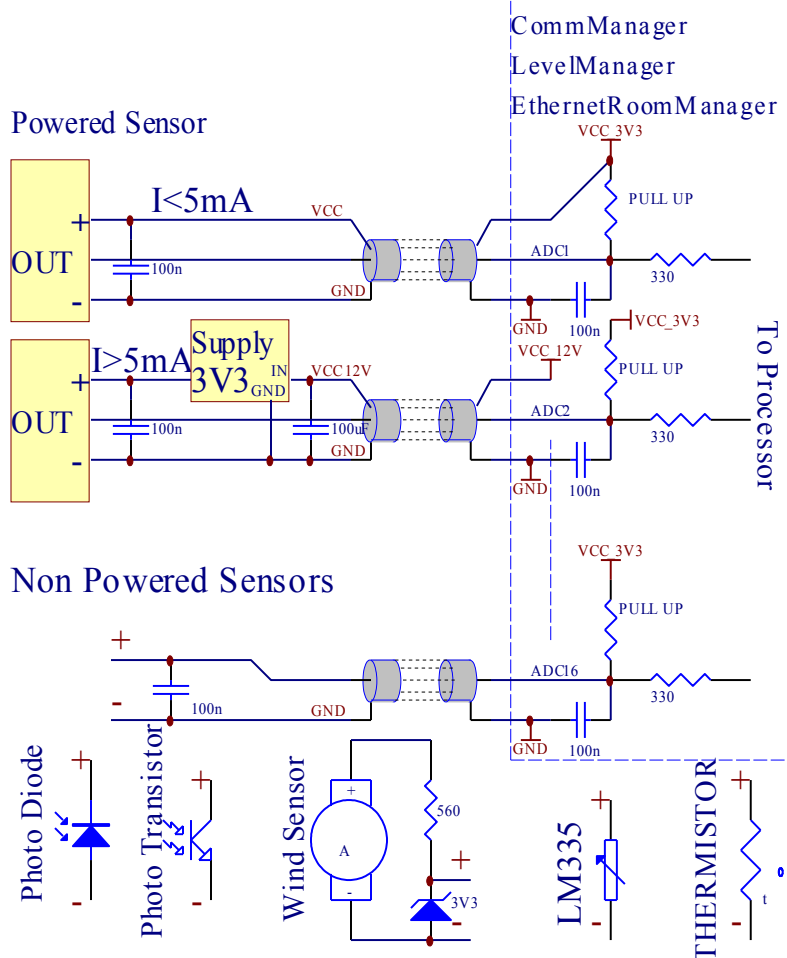 CommManager
LevelManager
EthernetRoomManager
Powered Sensor
VCC_3V3
I<5mA
VCC
PULL UP
+
OUT
-
100n
ADC1
330
GND
GND
100n
I>5mA
Supply
3V3
IN
GND
VCC12V
VCC_12V
VCC_3V3
PULL UP
To Processor
+
OUT
-
100n
100uF
ADC2
330
GND
GND
100n
Non Powered Sensors
VCC_3V3
PULL UP
+
-
100n
ADC16
330
GND
GND
100n
Photo Diode
+
-
Photo Transistor
+
-
Wind Sensor
+
A
-
560
+
3V3
-
LM335
+
-
THERMISTOR
+
-
t
o